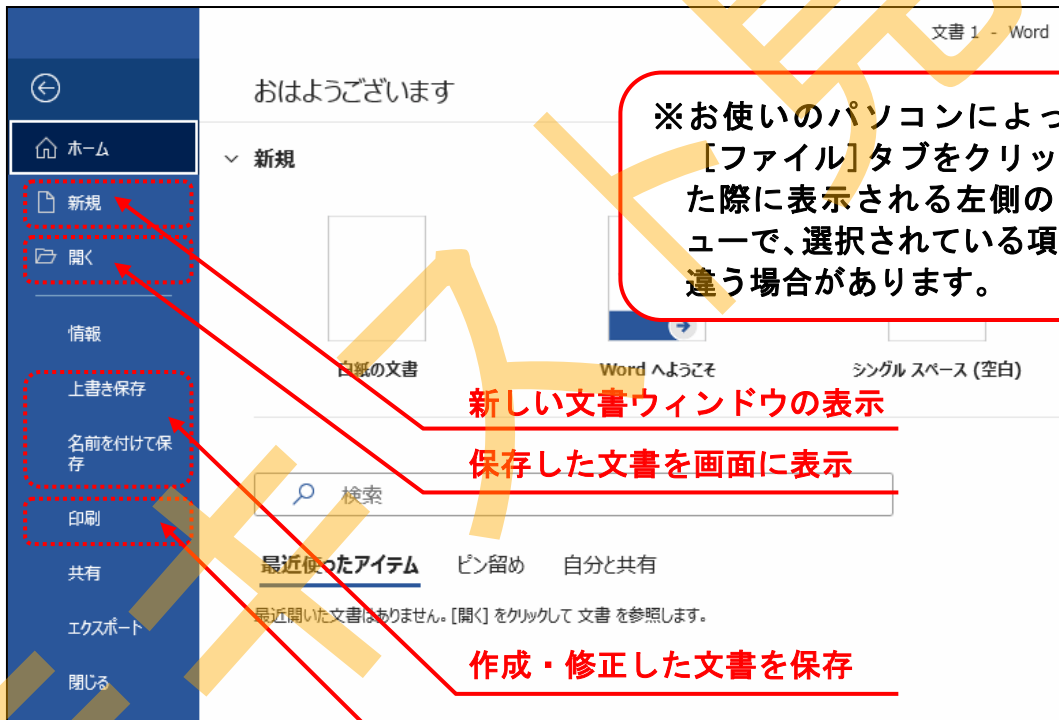 文書 1 - Word
おはようございます
※お使いのパソコンによっ
［ファイル］タブをクリッ
た際に表示される左側の
ューで、選択されている項
違う場合があります。
ホーム
新規
開く
情報
上書き保存
名前を付けて保
存
印刷
共有
エクスポート
閉じる
新規
白紙の文書
Word へようこそ
シングル スペース (空白)
新しい文書ウィンドウの表示
保存した文書を画面に表示
検索
最近使ったアイテム ピン留め 自分と共有
最近開いた文書はありません。[開く] をクリックして 文書 を参照します。
作成・修正した文書を保存